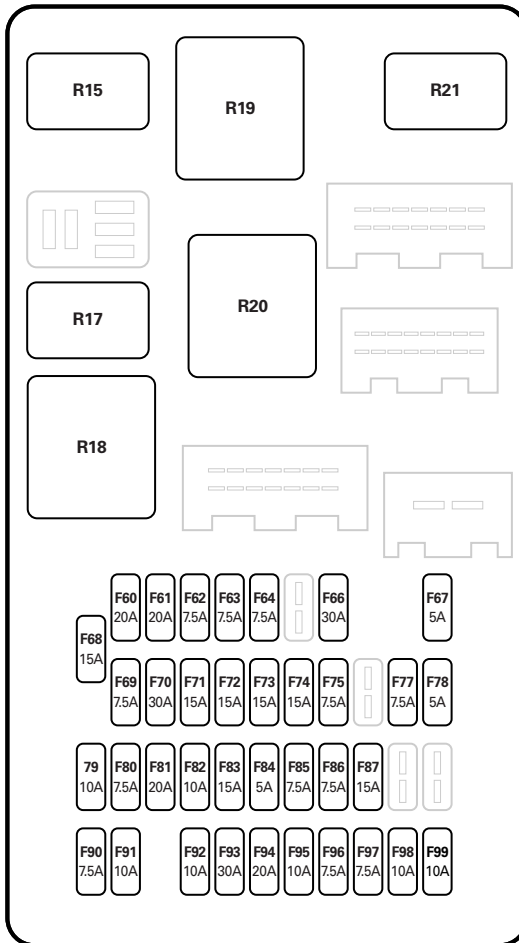 R15
R19
R21
R17
R20
R18
F60 F61 F62 F63 F64 F66 F67
20A 20A 7.5A 7.5A 7.5A 30A 5A
F68
15A
F69 F70 F71 F72 F73 F74 F75 F77 F78
7.5A 30A 15A 15A 15A 15A 7.5A 7.5A 5A
79 F80 F81 F82 F83 F84 F85 F86 F87
10A 7.5A 20A 10A 15A 5A 7.5A 7.5A 15A
F90 F91 F92 F93 F94 F95 F96 F97 F98 F99
7.5A 10A 10A 30A 20A 10A 7.5A 7.5A 10A 10A